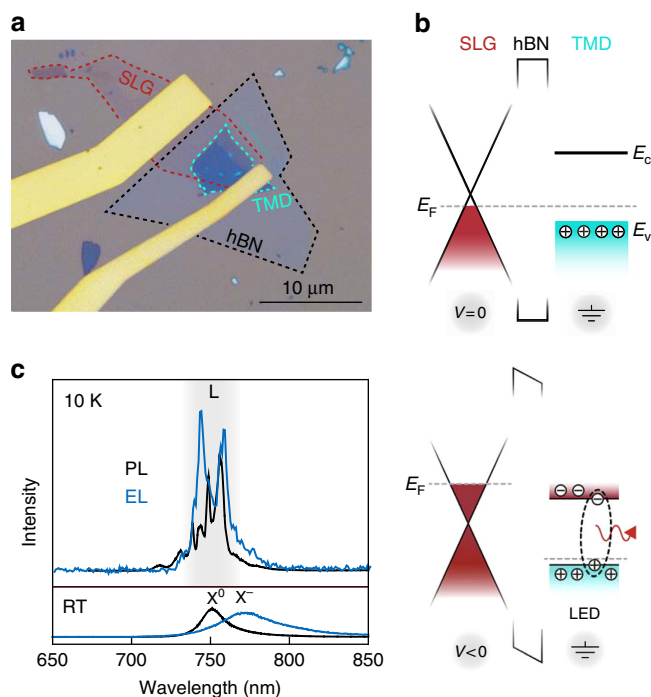 a
SLG
TMD
hBN
10 μm
b
SLG hBN TMD
E_c
E_F
E_v
⊕ ⊕ ⊕ ⊕
V = 0
c
L
10 K
PL
EL
Intensity
RT
X⁰ X⁻
650 700 750 800 850
Wavelength (nm)
E_F
⊖ ⊖ ⊖
⊕
⊕ ⊕ ⊕
LED
V < 0